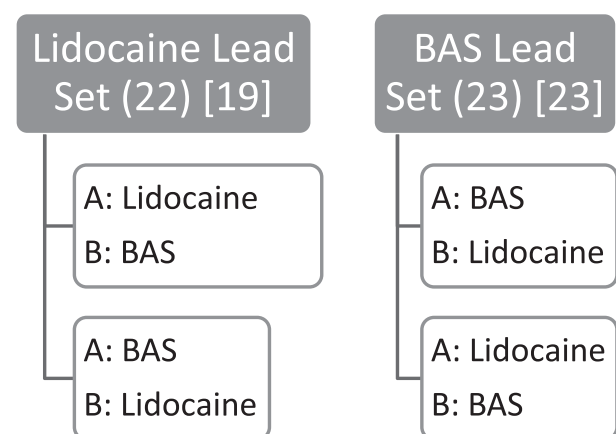 Lidocaine Lead
Set (22) [19]
A: Lidocaine
B: BAS
A: BAS
B: Lidocaine
BAS Lead
Set (23) [23]
A: BAS
B: Lidocaine
A: Lidocaine
B: BAS